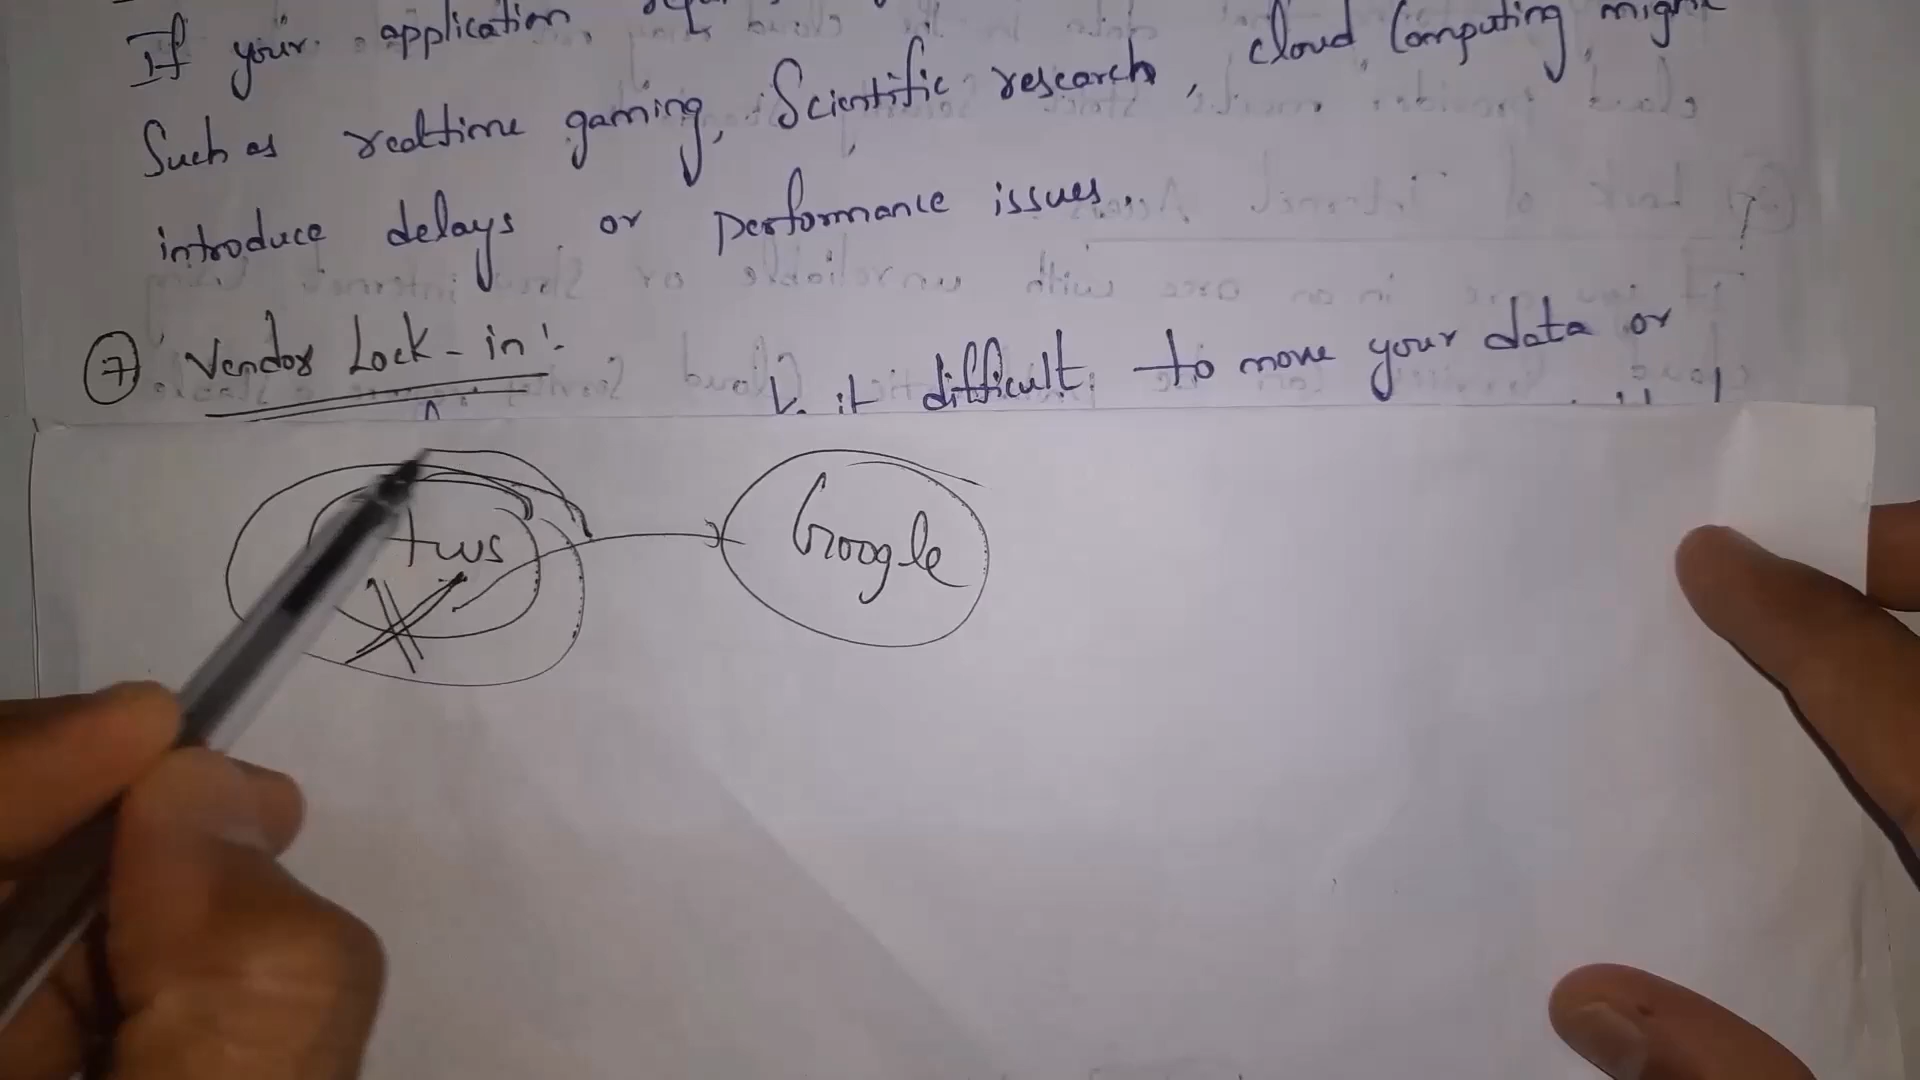 If your application
cloud Computing might
Such as realtime gaming, Scientific research,
introduce delays or performance issues.
7 Vendor Lock-in:-
it difficult to move your data or
Aws Google